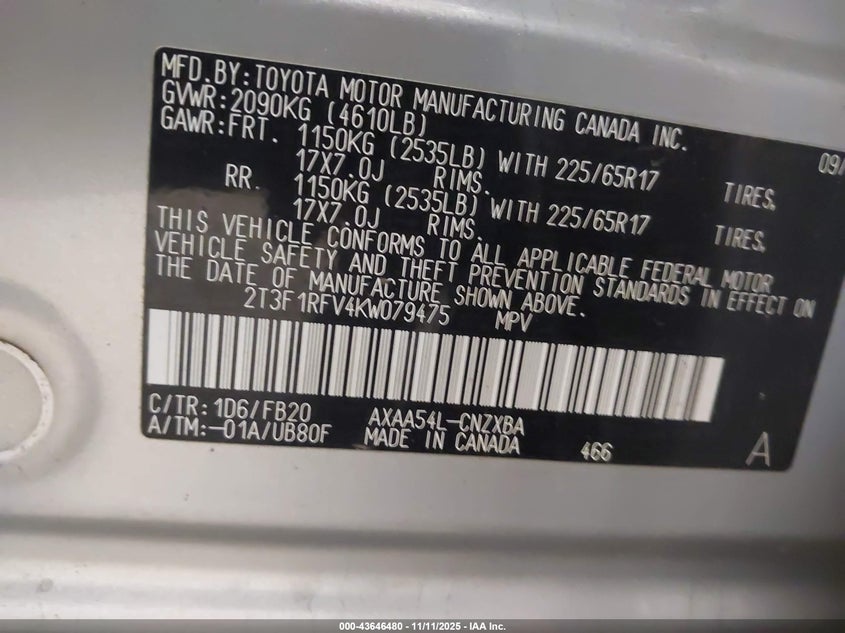 MFD.BY:TOYOTA MOTOR MANUFACTURING CANADA INC.
GVWR:2090KG (4610LB) 09/
GAWR:FRT. 1150KG (2535LB) WITH 225/65R17 TIRES,
17X7.0J RIMS.
RR. 1150KG (2535LB) WITH 225/65R17 TIRES,
17X7.0J RIMS.
THIS VEHICLE CONFORMS TO ALL APPLICABLE FEDERAL MOTOR
VEHICLE SAFETY AND THEFT PREVENTION STANDARDS IN EFFECT ON
THE DATE OF MANUFACTURE SHOWN ABOVE.
2T3F1RFV4KW079475 MPV
C/TR:1D6/FB20 AXAA54L-CNZXBA
A/TM:-01A/UB80F MADE IN CANADA 466 A
000-43646480 - 11/11/2025 - IAA Inc.